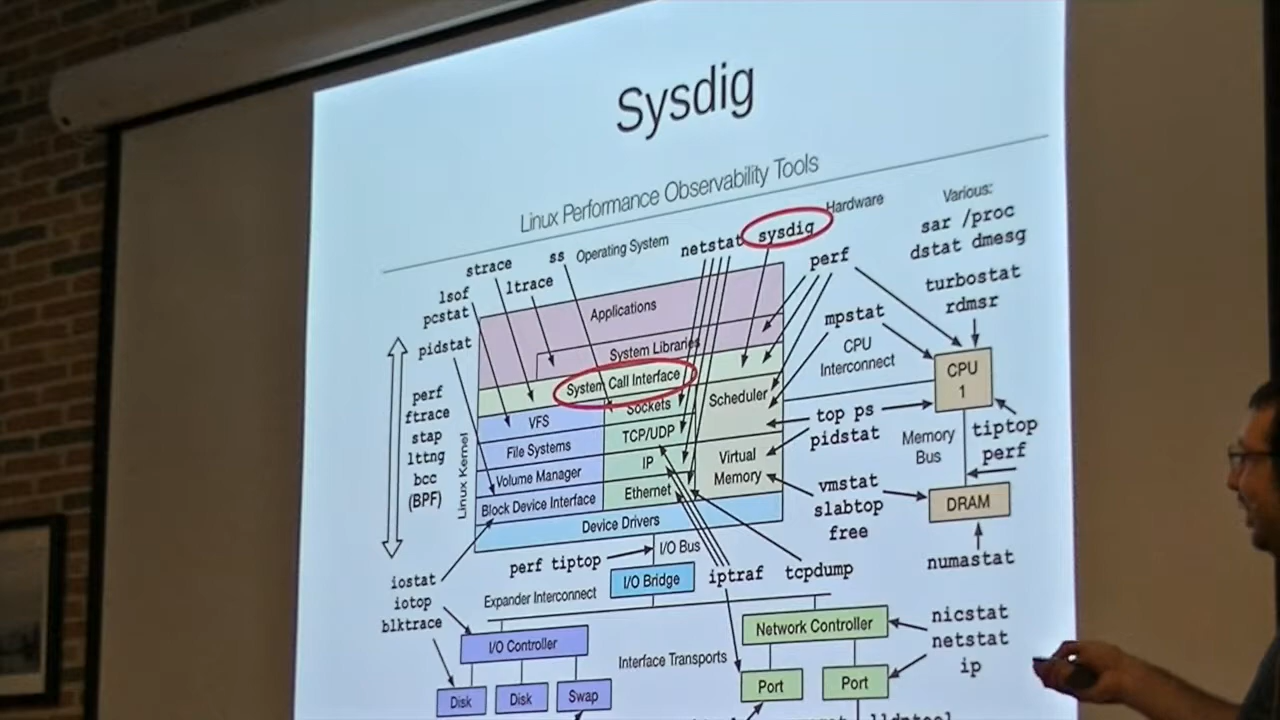 Sysdig
Linux Performance Observability Tools
Operating System
Hardware
Various:
sar /proc
dstat dmesg
strace
ss
netstat
sysdig
perf
turbostat
rdmsr
lsof
pcstat
ltrace
pidstat
mpstat
Applications
System Libraries
System Call Interface
CPU
Interconnect
CPU
1
perf
ftrace
stap
lttng
bcc
(BPF)
Linux Kernel
VFS
File Systems
Volume Manager
Block Device Interface
Sockets
TCP/UDP
IP
Ethernet
Scheduler
Virtual
Memory
Device Drivers
top ps
pidstat
Memory
Bus
tiptop
perf
vmstat
slabtop
free
DRAM
numastat
iostat
iotop
blktrace
perf tiptop
I/O Bus
I/O Bridge
iptraf
tcpdump
Expander Interconnect
I/O Controller
Network Controller
nicstat
netstat
ip
Interface Transports
Disk
Disk
Swap
Port
Port
lldptool